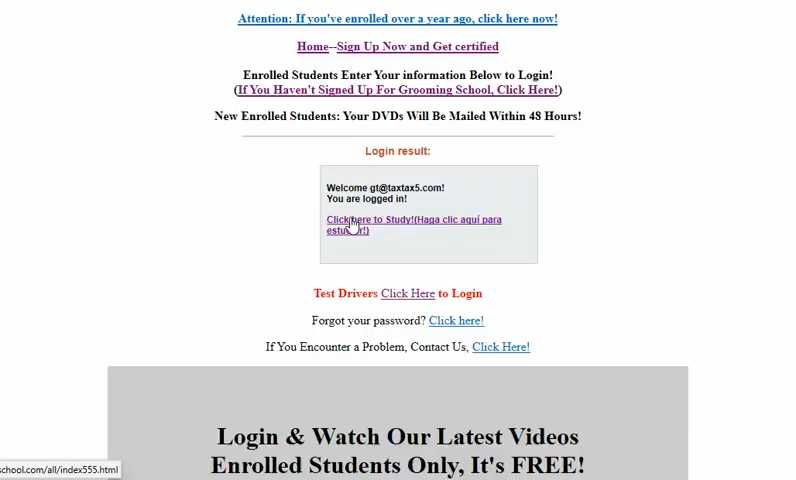 Attention: If you've enrolled over a year ago, click here now!
Home--Sign Up Now and Get certified
Enrolled Students Enter Your information Below to Login!
(If You Haven't Signed Up For Grooming School, Click Here!)
New Enrolled Students: Your DVDs Will Be Mailed Within 48 Hours!
Login result:
Welcome gt@taxtax5.com!
You are logged in!
Click here to Study!(Haga clic aquí para
estudiar!)
Test Drivers Click Here to Login
Forgot your password? Click here!
If You Encounter a Problem, Contact Us, Click Here!
Login & Watch Our Latest Videos
Enrolled Students Only, It's FREE!
school.com/all/index555.html